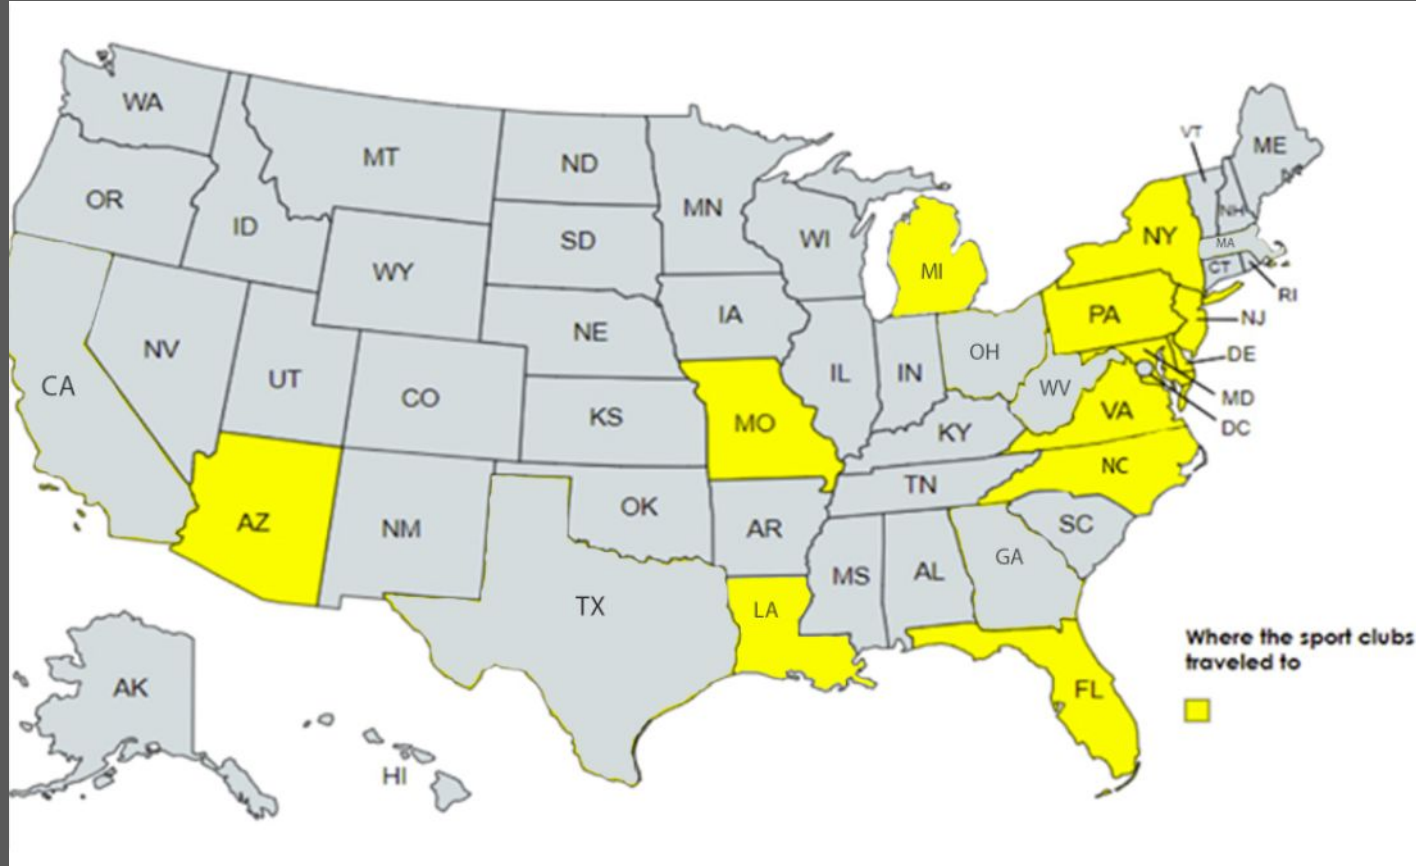 WA
MT
ND
MN
VT
ME
OR
ID
SD
WI
NH
NY
MA
WY
MI
CT
RI
IA
PA
NJ
NE
NV
OH
DE
UT
CO
IL
IN
WV
MD
CA
KS
MO
VA
DC
KY
NC
TN
AZ
NM
OK
AR
SC
GA
MS
AL
TX
LA
Where the sport clubs
traveled to
AK
FL
HI